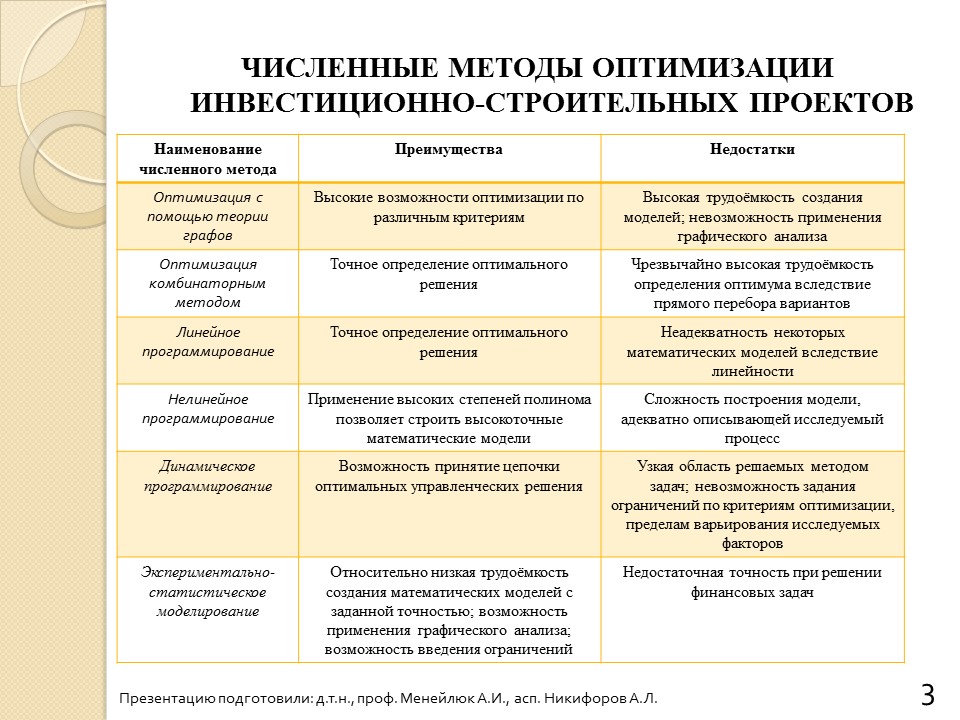 ЧИСЛЕННЫЕ МЕТОДЫ ОПТИМИЗАЦИИ
ИНВЕСТИЦИОННО-СТРОИТЕЛЬНЫХ ПРОЕКТОВ
Наименование
численного метода
Преимущества
Недостатки
Оптимизация с
помощью теории
графов
Высокие возможности оптимизации по
различным критериям
Высокая трудоёмкость создания
моделей; невозможность применения
графического анализа
Оптимизация
комбинаторным
методом
Точное определение оптимального
решения
Чрезвычайно высокая трудоёмкость
определения оптимума вследствие
прямого перебора вариантов
Линейное
программирование
Точное определение оптимального
решения
Неадекватность некоторых
математических моделей вследствие
линейности
Нелинейное
программирование
Применение высоких степеней полинома
позволяет строить высокоточные
математические модели
Сложность построения модели,
адекватно описывающей исследуемый
процесс
Динамическое
программирование
Возможность принятие цепочки
оптимальных управленческих решения
Узкая область решаемых методом
задач; невозможность задания
ограничений по критериям оптимизации,
пределам варьирования исследуемых
факторов
Экспериментально-
статистическое
моделирование
Относительно низкая трудоёмкость
создания математических моделей с
заданной точностью; возможность
применения графического анализа;
возможность введения ограничений
Недостаточная точность при решении
финансовых задач
Презентацию подготовили: д.т.н., проф. Менейлюк А.И., асп. Никифоров А.Л.
3